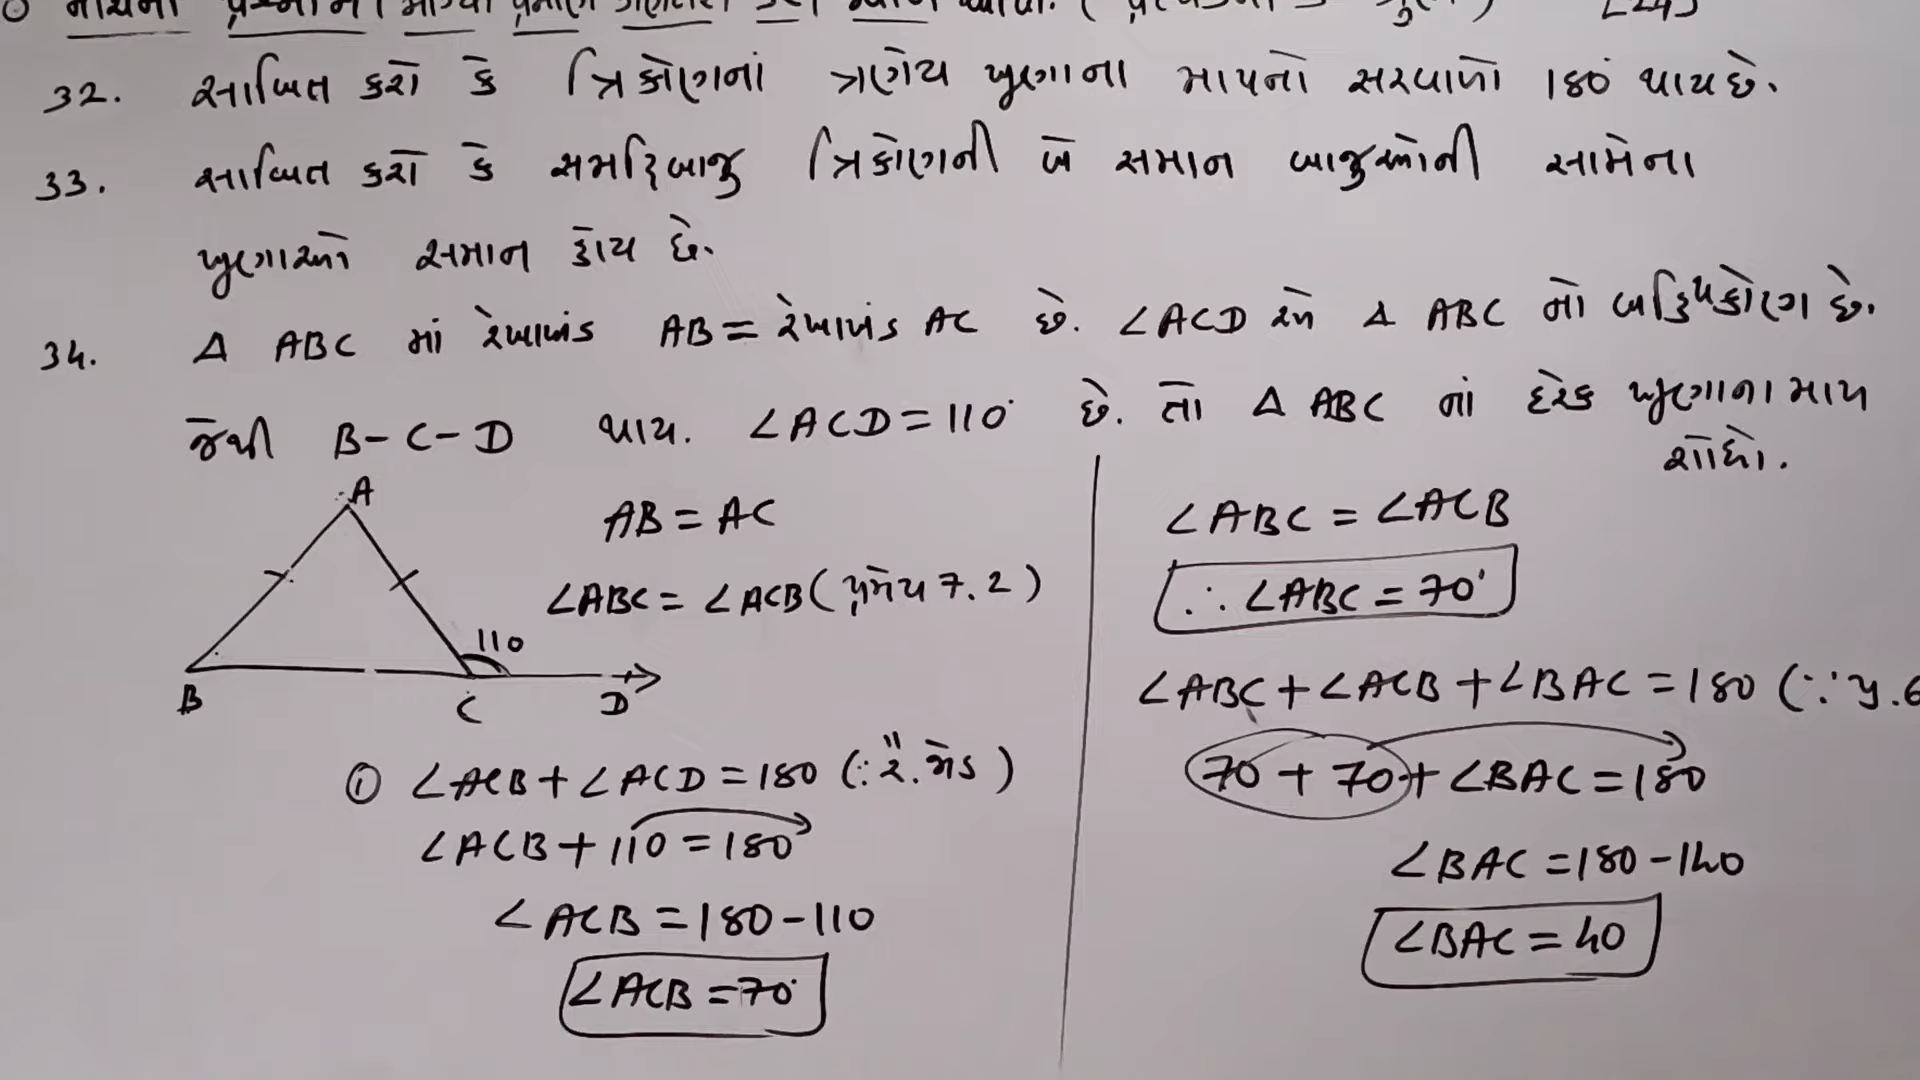 32. સાબિત કરો કે ત્રિકોણનાં ત્રણેય ખૂણાના માપનો સરવાળો 180 થાય છે.
33. સાબિત કરો કે સમદ્વિબાજુ ત્રિકોણની બે સમાન બાજુઓની સામેના
ખૂણાઓ સમાન હોય છે.
34. △ ABC માં રેખાખંડ AB = રેખાખંડ AC છે. ∠ACD એ △ ABC નો બહિષ્કોણ છે.
જેથી B-C-D થાય. ∠ACD = 110° છે. તો △ ABC નાં દરેક ખૂણાના માપ
શોધો.
A
B
C
D
110
AB = AC
∠ABC = ∠ACB (પ્રમેય 7.2)
① ∠ACB + ∠ACD = 180 (∵ રે. જોડ)
∠ACB + 110 = 180
∠ACB = 180 - 110
∠ACB = 70°
∠ABC = ∠ACB
∴ ∠ABC = 70°
∠ABC + ∠ACB + ∠BAC = 180 (∵ પ્ર. 6
70 + 70 + ∠BAC = 180
∠BAC = 180 - 140
∠BAC = 40